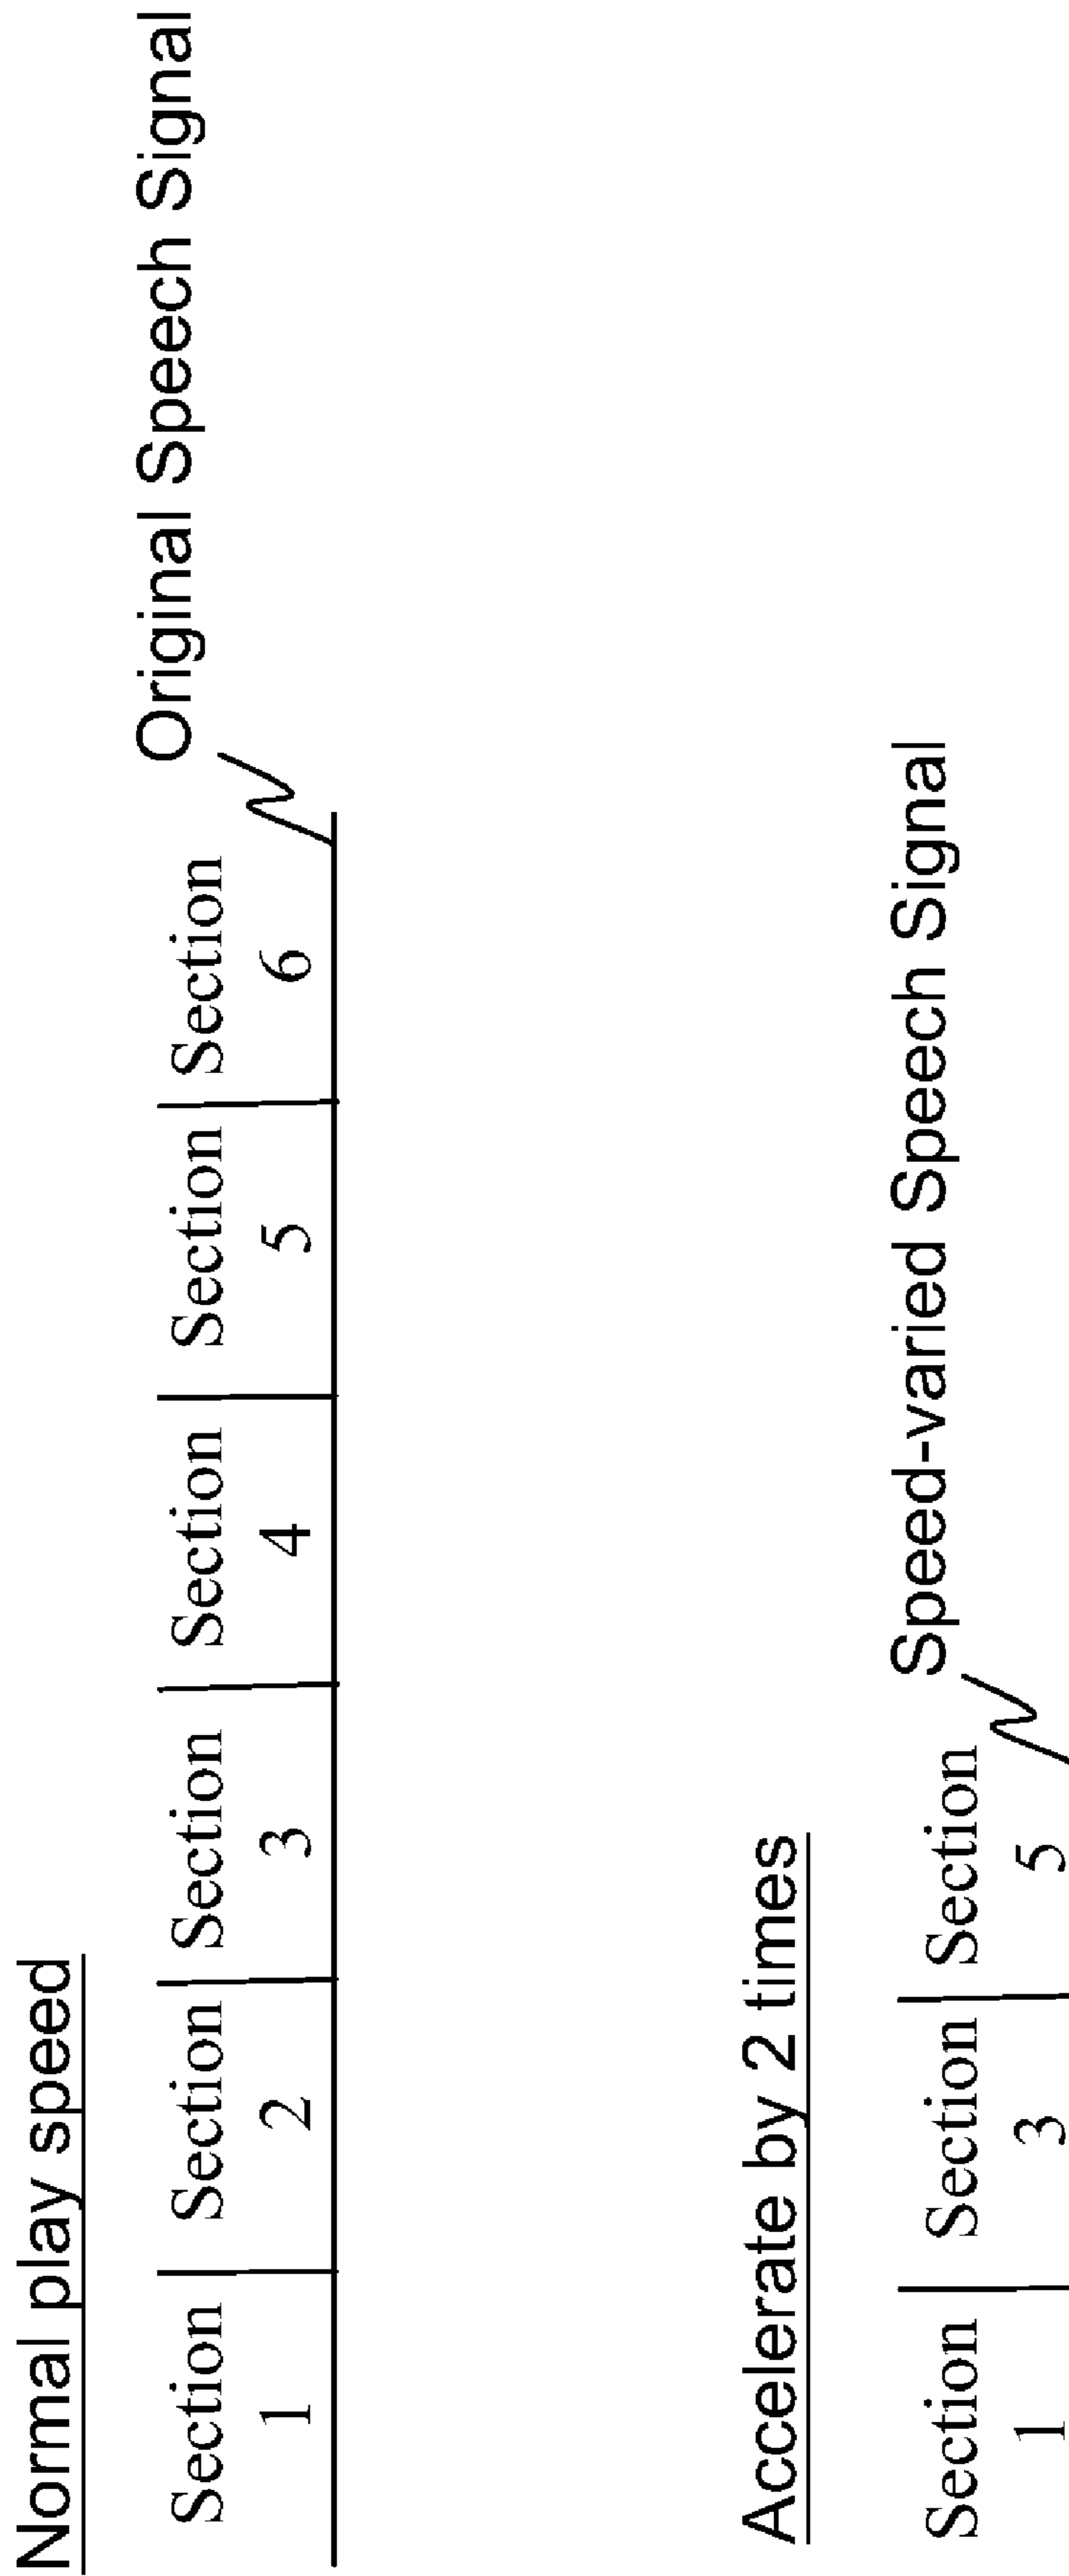 Normal play speed
Original Speech Signal
Section Section Section Section Section Section
1 2 3 4 5 6
Accelerate by 2 times
Speed-varied Speech Signal
Section Section Section
1 3 5